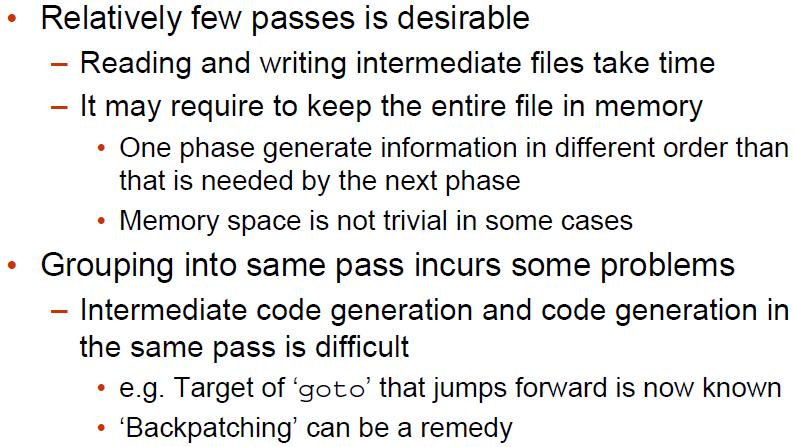 • Relatively few passes is desirable
– Reading and writing intermediate files take time
– It may require to keep the entire file in memory
• One phase generate information in different order than
that is needed by the next phase
• Memory space is not trivial in some cases
• Grouping into same pass incurs some problems
– Intermediate code generation and code generation in
the same pass is difficult
• e.g. Target of ‘goto’ that jumps forward is now known
• ‘Backpatching’ can be a remedy